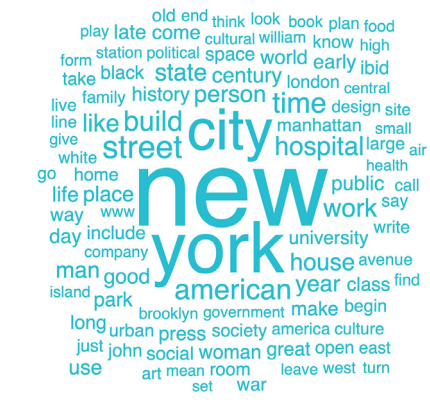 old end think look book plan food
play late come cultural william know high
station political space world early ibid
form take black state century london central
live family history person time design site
line like build city manhattan small
give street hospital large air
white health
go home new public call
life place work say
way www york write
day include university
company house avenue
man good american year class find
island park
long brooklyn government make begin
urban press society america culture
just john social woman great open east
use art mean room leave west turn
set war